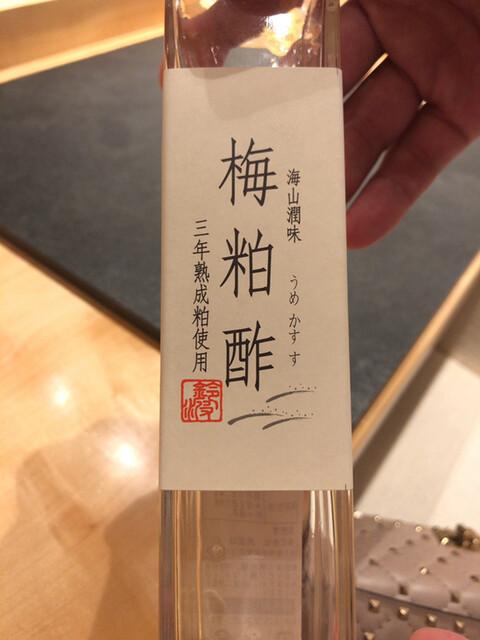 海山潤味
うめ かす す
梅粕酢
三年熟成粕使用